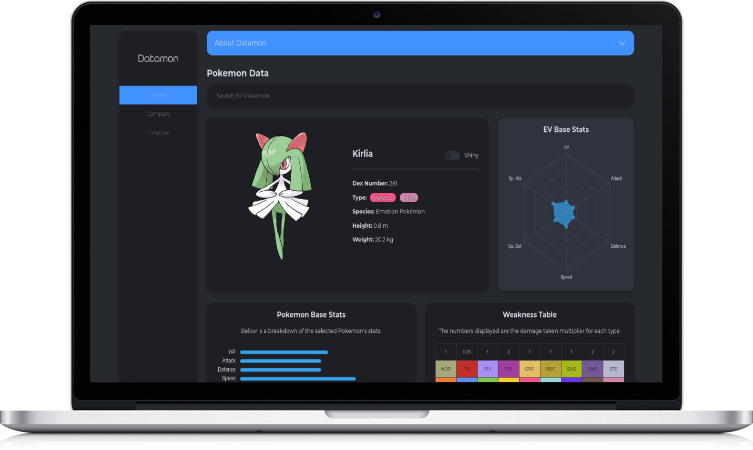 About Datamon
Datamon
Pokemon Data
Home
Search for Pokemon
Compare
Timeline
EV Base Stats
Kirlia
Shiny
HP
Sp. Atk
Attack
Dex Number: 281
Type:
Species: Emotion Pokémon
Height: 0.8 m
Weight: 20.2 kg
Sp. Def
Defence
Speed
Pokemon Base Stats
Below is a breakdown of the selected Pokemon's stats.
HP
Attack
Defence
Speed
Weakness Table
The numbers displayed are the damage taken multiplier for each type.
1 0.25 1 2 1 1 1 2 2
NOR FIG FLY POI GRO ROC BUG GHO STE